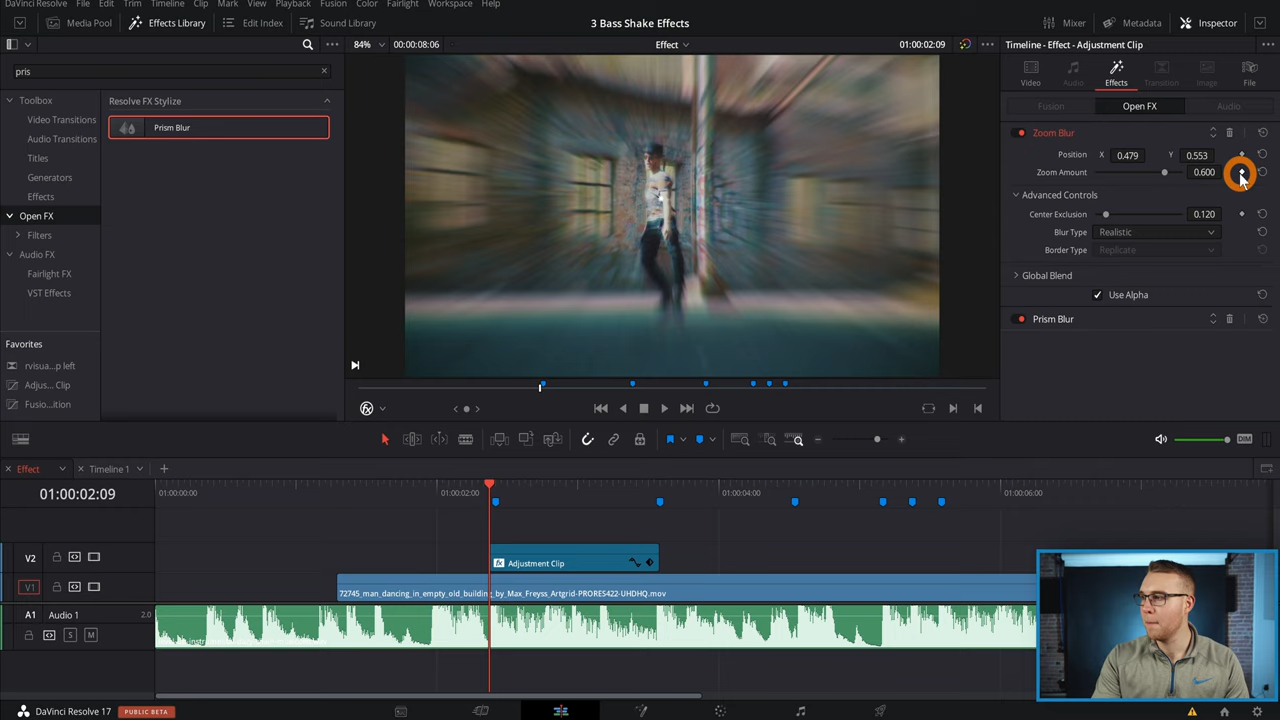 DaVinci Resolve File Edit Trim Timeline Clip Mark View Playback Fusion Color Fairlight Workspace Help
Media Pool Effects Library Edit Index Sound Library 3 Bass Shake Effects Mixer Metadata Inspector
84% 00:00:08:06 Effect 01:00:02:09 Timeline - Effect - Adjustment Clip
pris
Video Audio Effects Transition Image File
Toolbox
Video Transitions
Audio Transitions
Titles
Generators
Effects
Open FX
Filters
Audio FX
Fairlight FX
VST Effects
Favorites
rvisua...p left
Adjus... Clip
Fusio...ition
Resolve FX Stylize
Prism Blur
Fusion Open FX Audio
Zoom Blur
Position X 0.479 Y 0.553
Zoom Amount 0.600
Advanced Controls
Center Exclusion 0.120
Blur Type Realistic
Border Type Replicate
Global Blend
Use Alpha
Prism Blur
DIM
Effect Timeline 1
01:00:02:09 01:00:00:00 01:00:02:00 01:00:04:00 01:00:06:00
V2 fx Adjustment Clip
V1 72745_man_dancing_in_empty_old_building_by_Max_Freyss_Artgrid-PRORES422-UHDHQ.mov
A1 Audio 1 2.0
S M
DaVinci Resolve 17 PUBLIC BETA